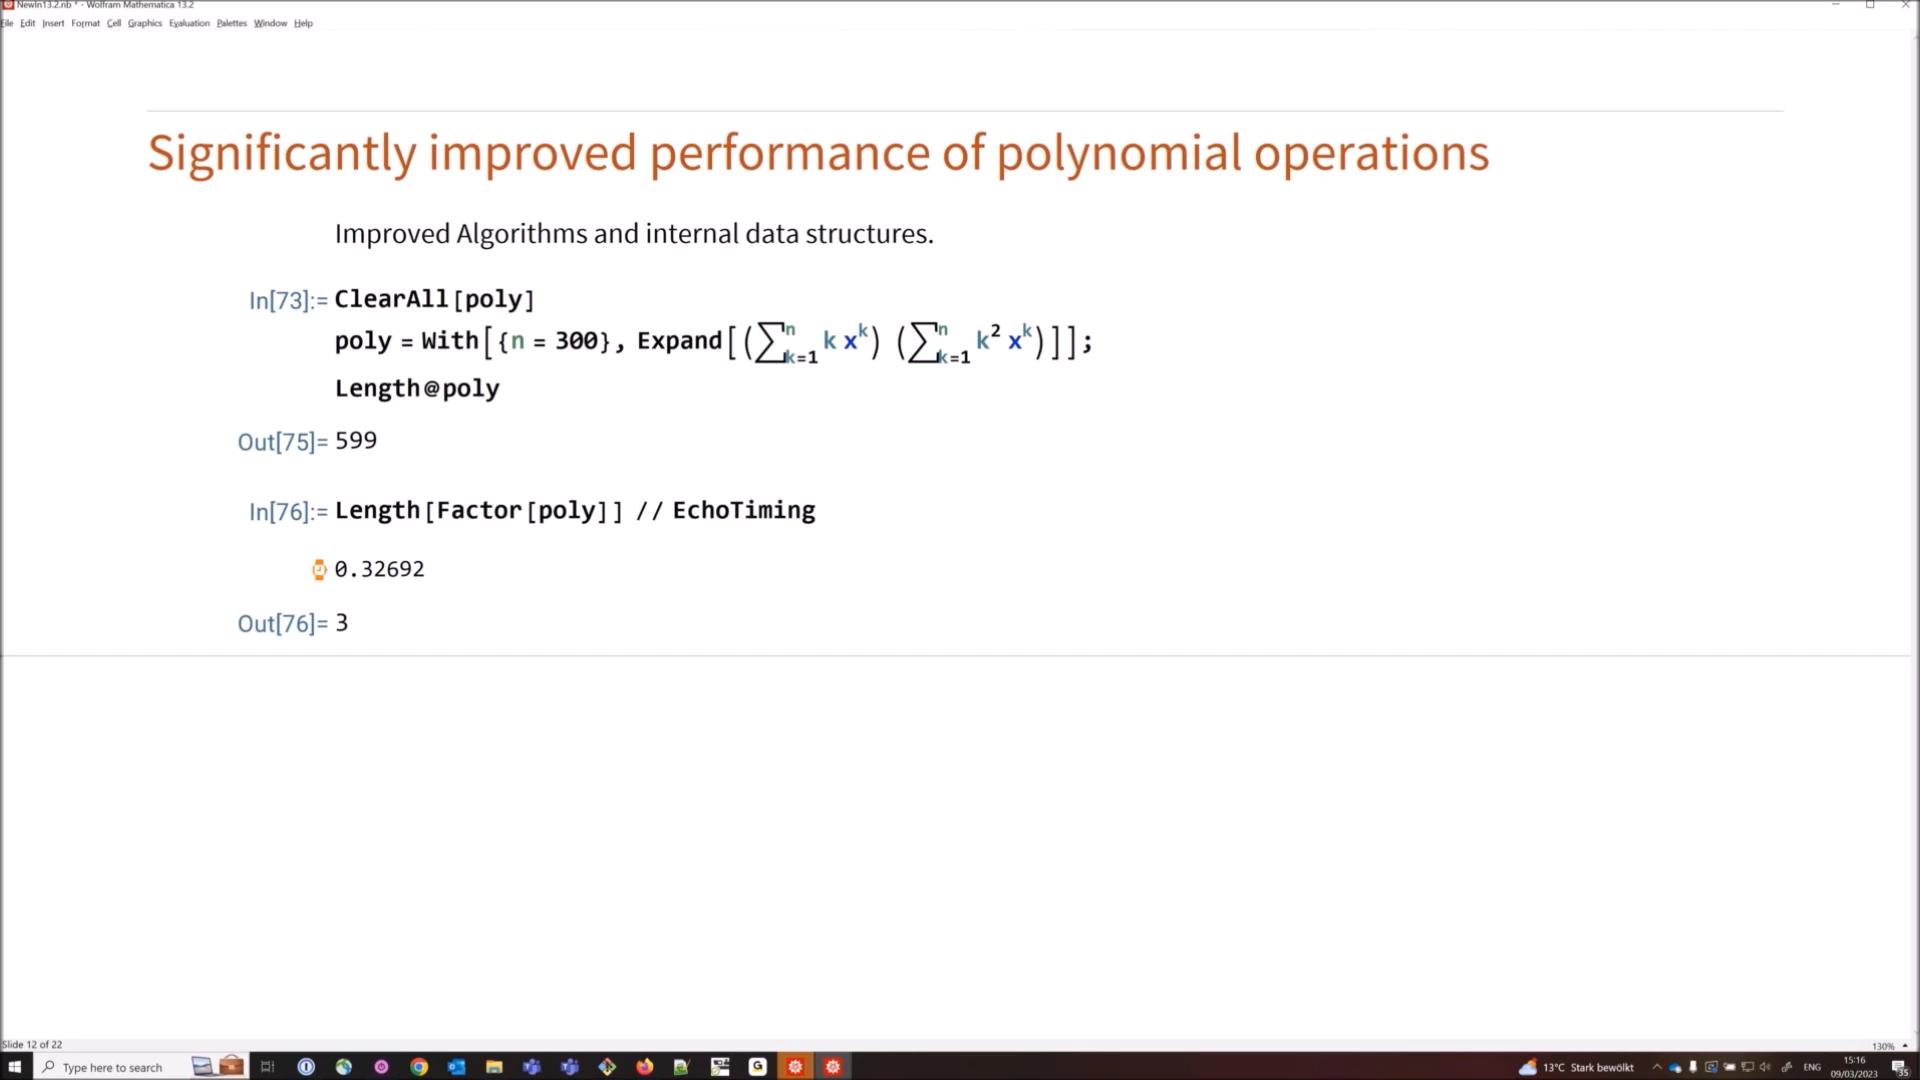 NewIn13.2.nb * - Wolfram Mathematica 13.2
File Edit Insert Format Cell Graphics Evaluation Palettes Window Help
Significantly improved performance of polynomial operations
Improved Algorithms and internal data structures.
In[73]:= ClearAll[poly]
poly = With[{n = 300}, Expand[(∑ⁿₖ₌₁ k xᵏ) (∑ⁿₖ₌₁ k² xᵏ)]];
Length@poly
Out[75]= 599
In[76]:= Length[Factor[poly]] // EchoTiming
0.32692
Out[76]= 3
Slide 12 of 22
130%
Type here to search
13°C Stark bewölkt
ENG
15:16
09/03/2023
35